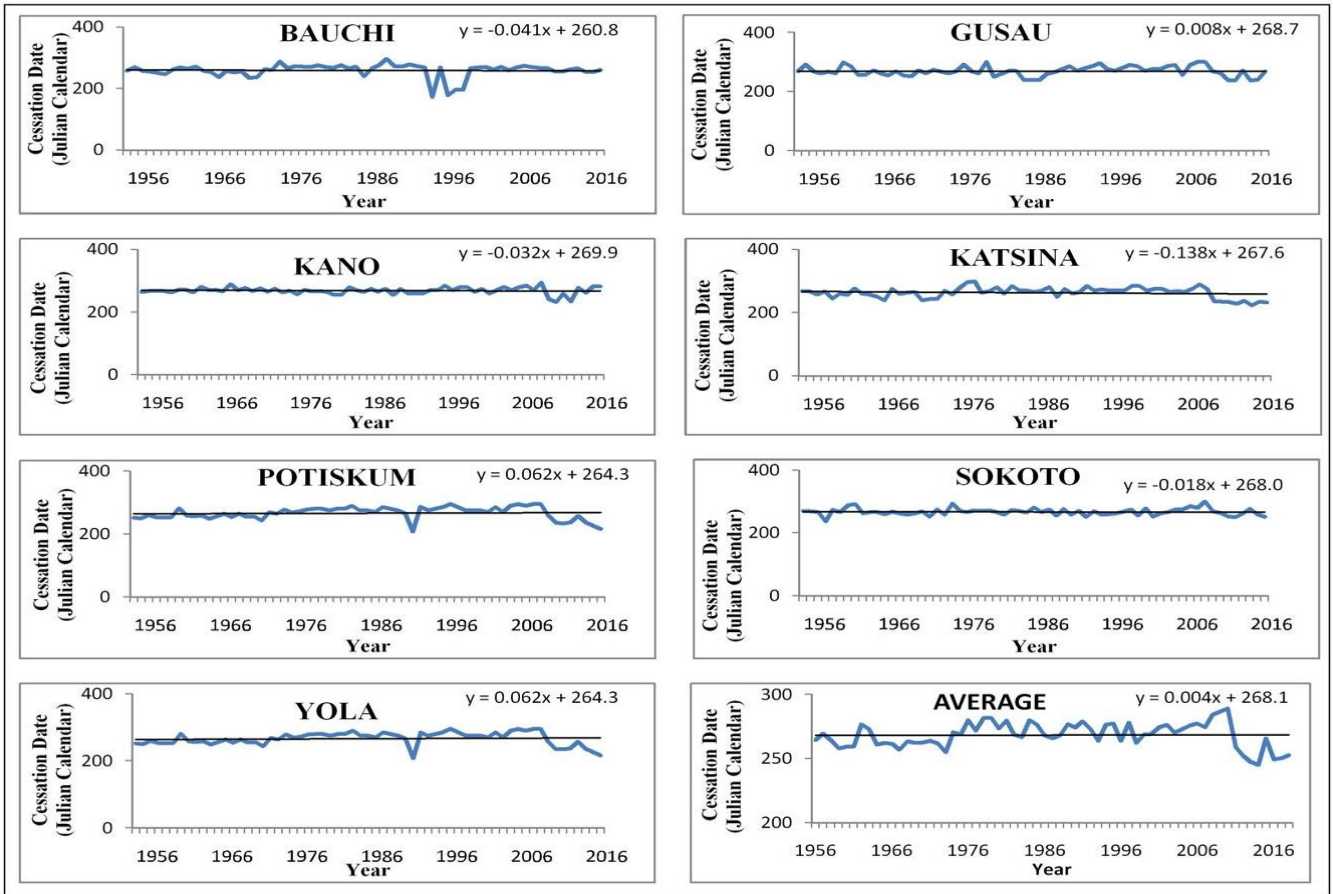 BAUCHI
y = -0.041x + 260.8
Cessation Date
(Julian Calendar)
400
200
0
1956 1966 1976 1986 1996 2006 2016
Year
GUSAU
y = 0.008x + 268.7
Cessation Date
(Julian Calendar)
400
200
0
1956 1966 1976 1986 1996 2006 2016
Year
KANO
y = -0.032x + 269.9
Cessation Date
(Julian Calendar)
400
200
0
1956 1966 1976 1986 1996 2006 2016
Year
KATSINA
y = -0.138x + 267.6
Cessation Date
(Julian Calendar)
400
200
0
1956 1966 1976 1986 1996 2006 2016
Year
POTISKUM
y = 0.062x + 264.3
Cessation Date
(Julian Calendar)
400
200
0
1956 1966 1976 1986 1996 2006 2016
Year
SOKOTO
y = -0.018x + 268.0
Cessation Date
(Julian Calendar)
400
200
0
1956 1966 1976 1986 1996 2006 2016
Year
YOLA
y = 0.062x + 264.3
Cessation Date
(Julian Calendar)
400
200
0
1956 1966 1976 1986 1996 2006 2016
Year
AVERAGE
y = 0.004x + 268.1
Cessation Date
(Julian Calendar)
300
250
200
1956 1966 1976 1986 1996 2006 2016
Year